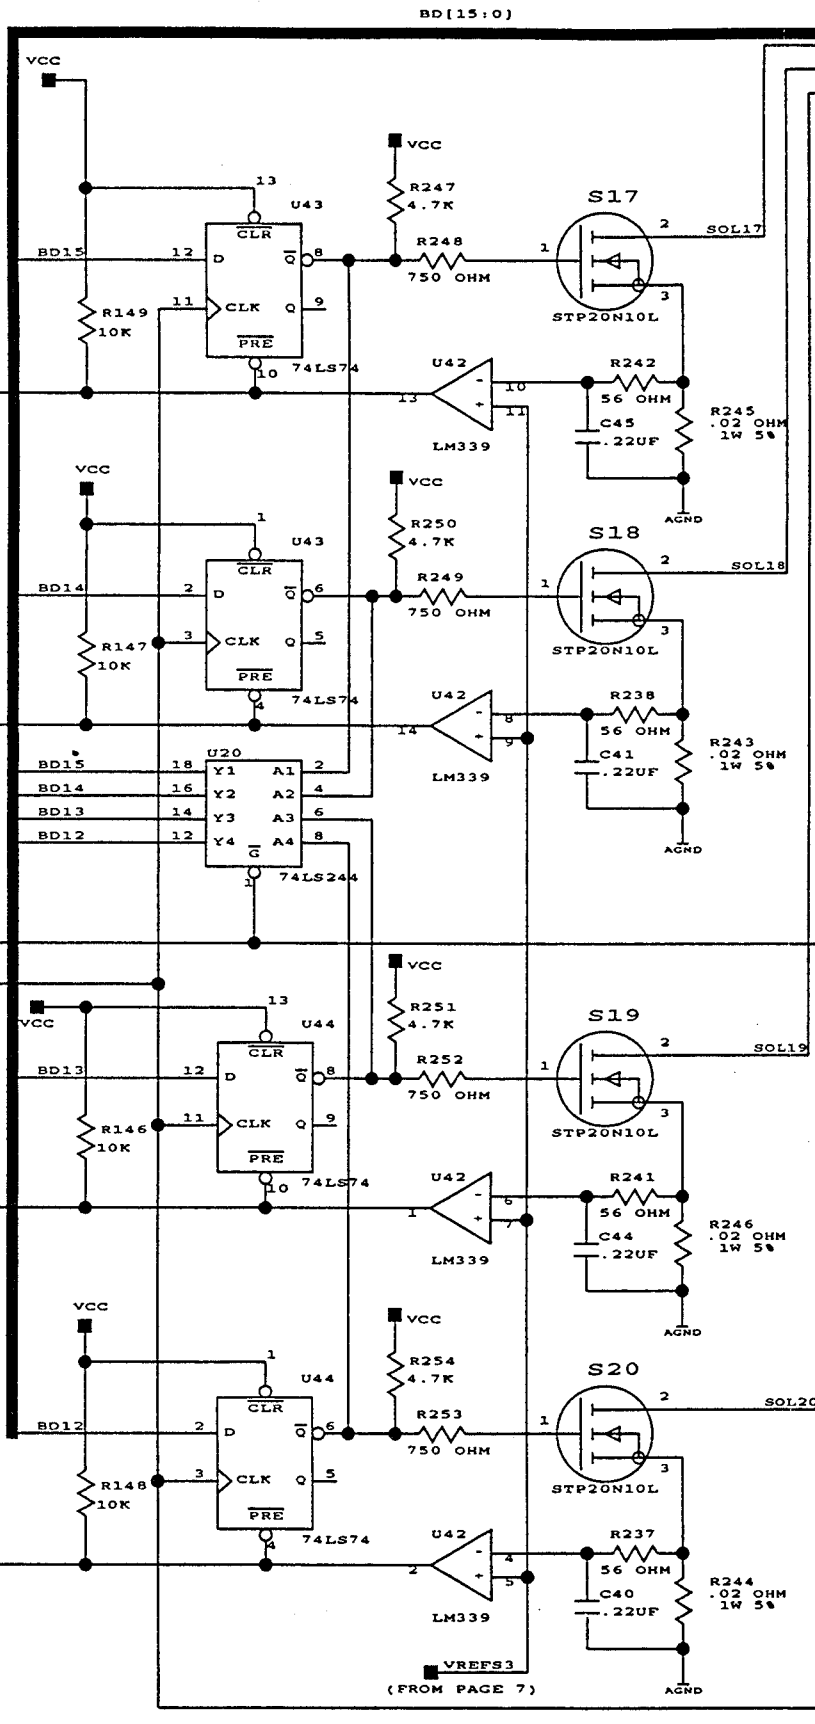 BD[15:0]
VCC
VCC
13
U43
R247
4.7K
S17
CLR
BD15
12
D
Q
8
R248
750 OHM
1
2
SOL17
3
11
CLK
Q
9
R149
10K
PRE
10
74LS74
STP20N10L
U42
13
-
10
+
11
LM339
R242
56 OHM
C45
.22UF
R245
.02 OHM
1W 5%
AGND
VCC
VCC
1
U43
R250
4.7K
S18
CLR
BD14
2
D
Q
6
R249
750 OHM
1
2
SOL18
3
3
CLK
Q
5
R147
10K
PRE
4
74LS74
STP20N10L
U42
14
-
8
+
9
LM339
R238
56 OHM
C41
.22UF
R243
.02 OHM
1W 5%
AGND
U20
BD15
18
Y1
A1
2
BD14
16
Y2
A2
4
BD13
14
Y3
A3
6
BD12
12
Y4
A4
8
G
1
74LS244
VCC
VCC
13
U44
R251
4.7K
S19
CLR
BD13
12
D
Q
8
R252
750 OHM
1
2
SOL19
3
11
CLK
Q
9
R146
10K
PRE
10
74LS74
STP20N10L
U42
1
-
6
+
7
LM339
R241
56 OHM
C44
.22UF
R246
.02 OHM
1W 5%
AGND
VCC
VCC
1
U44
R254
4.7K
S20
CLR
BD12
2
D
Q
6
R253
750 OHM
1
2
SOL20
3
3
CLK
Q
5
R148
10K
PRE
4
74LS74
STP20N10L
U42
2
-
4
+
5
LM339
R237
56 OHM
C40
.22UF
R244
.02 OHM
1W 5%
AGND
VREFS3
(FROM PAGE 7)